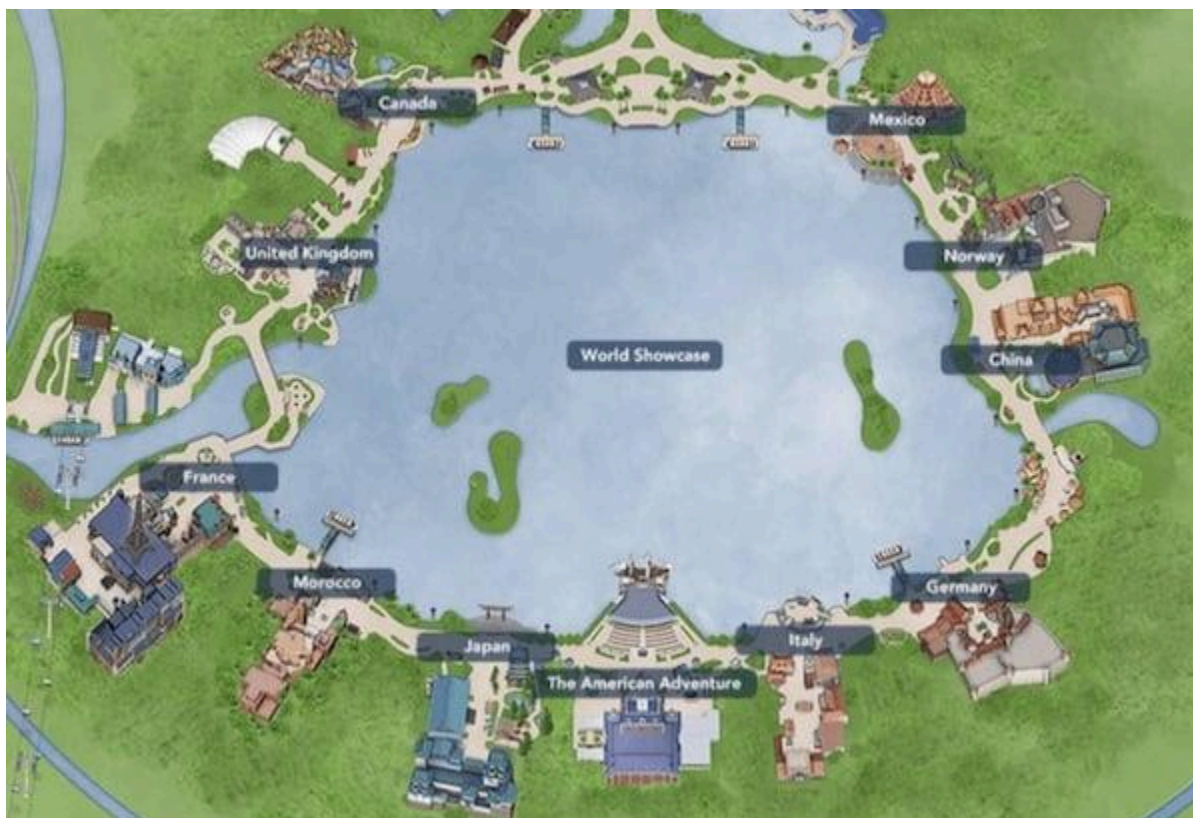 Canada
Mexico
United Kingdom
Norway
World Showcase
China
France
Morocco
Germany
Japan
Italy
The American Adventure